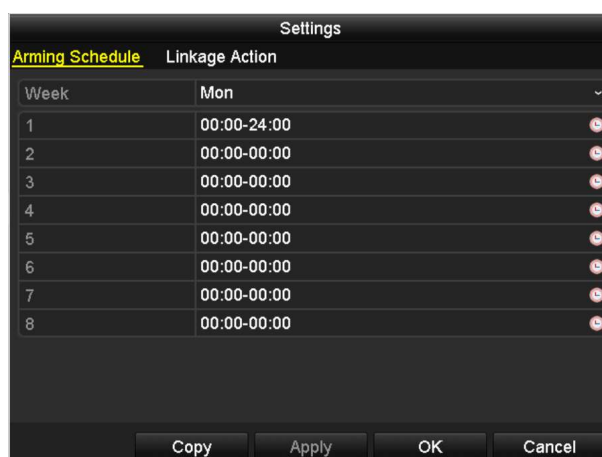 Settings
Arming Schedule Linkage Action
Week Mon
1 00:00-24:00
2 00:00-00:00
3 00:00-00:00
4 00:00-00:00
5 00:00-00:00
6 00:00-00:00
7 00:00-00:00
8 00:00-00:00
Copy Apply OK Cancel